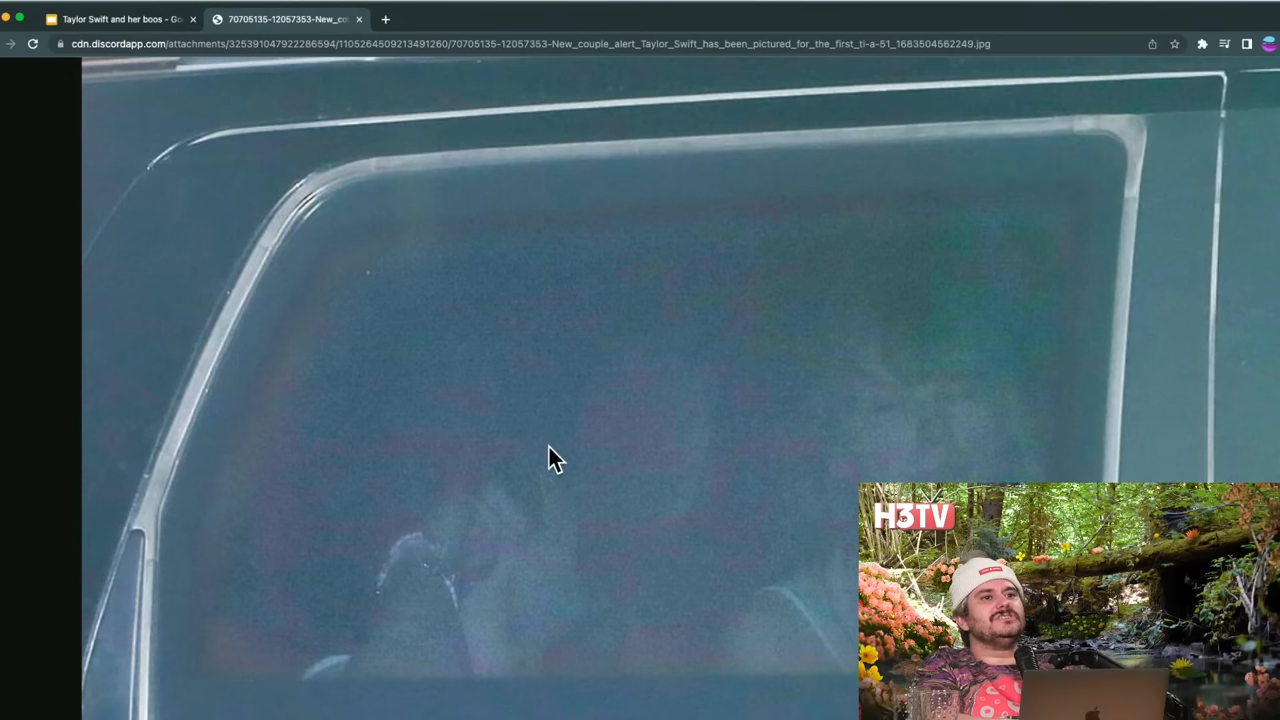 Taylor Swift and her boos - Go
70705135-12057353-New_co
cdn.discordapp.com/attachments/325391047922286594/1105264509213491260/70705135-12057353-New_couple_alert_Taylor_Swift_has_been_pictured_for_the_first_ti-a-51_1683504562249.jpg
H3TV